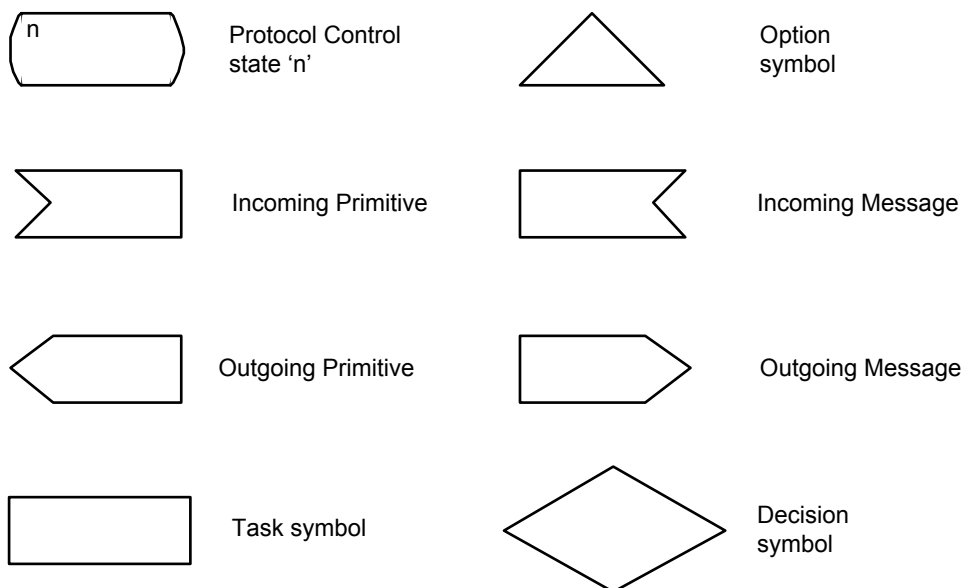 n
Protocol Control
state ‘n’
Option
symbol
Incoming Primitive
Incoming Message
Outgoing Primitive
Outgoing Message
Task symbol
Decision
symbol